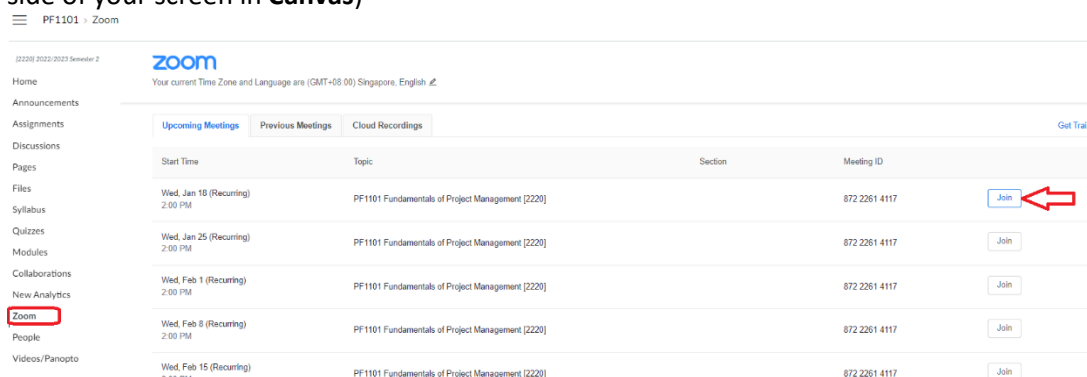 side of your screen in Canvas)
PF1101 > Zoom
[2220] 2022/2023 Semester 2
Home
Announcements
Assignments
Discussions
Pages
Files
Syllabus
Quizzes
Modules
Collaborations
New Analytics
Zoom
People
Videos/Panopto
zoom
Your current Time Zone and Language are (GMT+08:00) Singapore, English
Upcoming Meetings Previous Meetings Cloud Recordings
Get Trai
Start Time Topic Section Meeting ID
Wed, Jan 18 (Recurring)
2:00 PM
PF1101 Fundamentals of Project Management [2220] 872 2261 4117 Join
Wed, Jan 25 (Recurring)
2:00 PM
PF1101 Fundamentals of Project Management [2220] 872 2261 4117 Join
Wed, Feb 1 (Recurring)
2:00 PM
PF1101 Fundamentals of Project Management [2220] 872 2261 4117 Join
Wed, Feb 8 (Recurring)
2:00 PM
PF1101 Fundamentals of Project Management [2220] 872 2261 4117 Join
Wed, Feb 15 (Recurring)
PF1101 Fundamentals of Project Management [2220] 872 2261 4117 Join